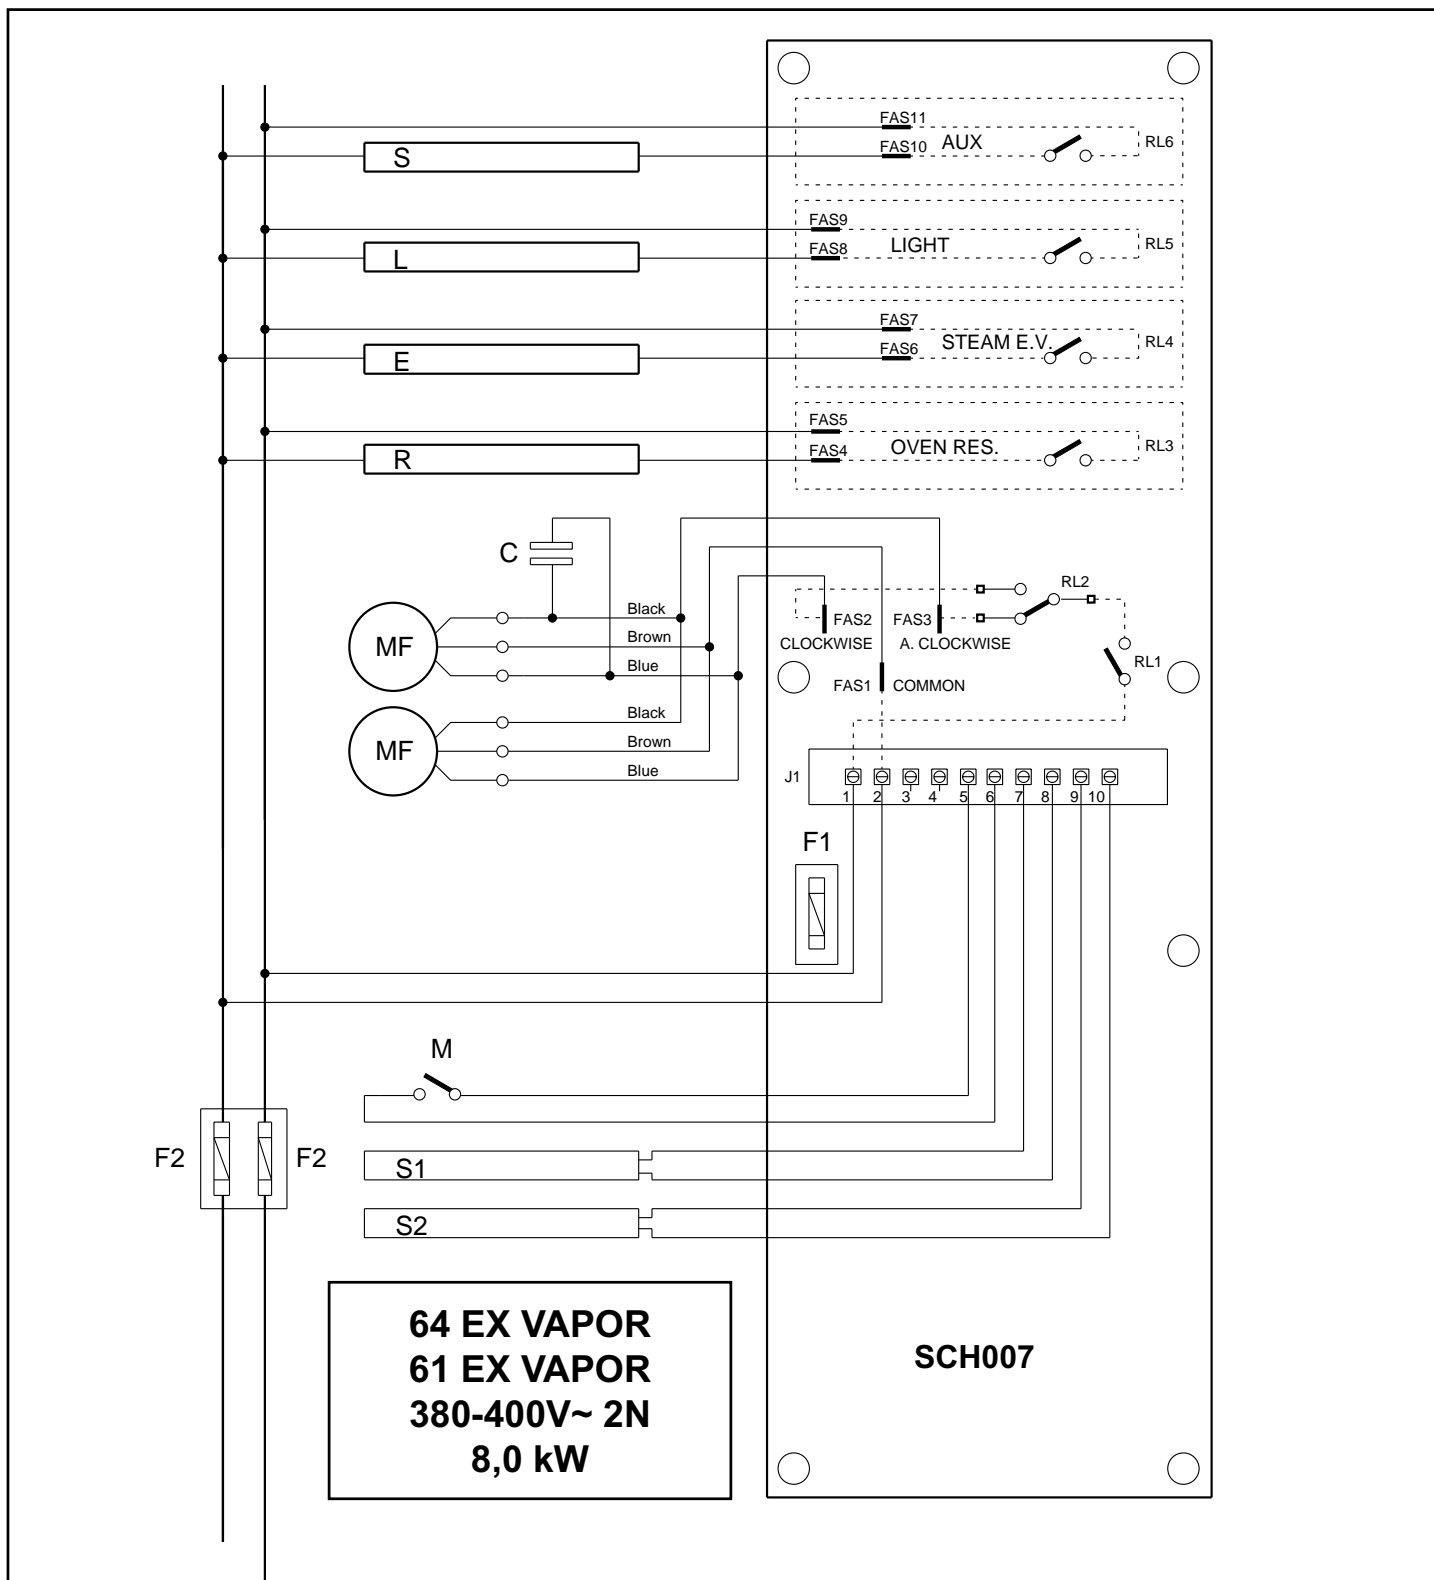 FAS11
S
FAS10
AUX
RL6
FAS9
L
FAS8
LIGHT
RL5
FAS7
E
FAS6
STEAM E.V.
RL4
FAS5
R
FAS4
OVEN RES.
RL3
C
RL2
Black
MF
Brown
Blue
FAS2
FAS3
CLOCKWISE
A. CLOCKWISE
RL1
FAS1
COMMON
Black
MF
Brown
Blue
J1
1 2 3 4 5 6 7 8 9 10
F1
M
F2
F2
S1
S2
64 EX VAPOR
61 EX VAPOR
380-400V~ 2N
8,0 kW
SCH007